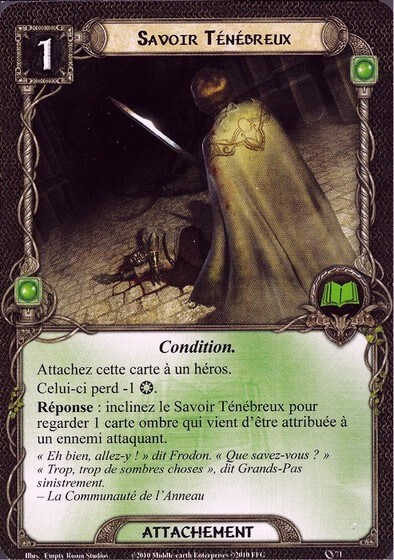 1
Savoir Ténébreux
Condition.
Attachez cette carte à un héros.
Celui-ci perd -1
Réponse : inclinez le Savoir Ténébreux pour
regarder 1 carte ombre qui vient d'être attribuée à
un ennemi attaquant.
« Eh bien, allez-y ! » dit Frodon. « Que savez-vous ? »
« Trop, trop de sombres choses », dit Grands-Pas
sinistrement.
– La Communauté de l'Anneau
ATTACHEMENT
Illus. Empty Room Studios ©2010 Middle-earth Enterprises ©2010 FFG 71